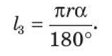 l₃ = πrα / 180°.